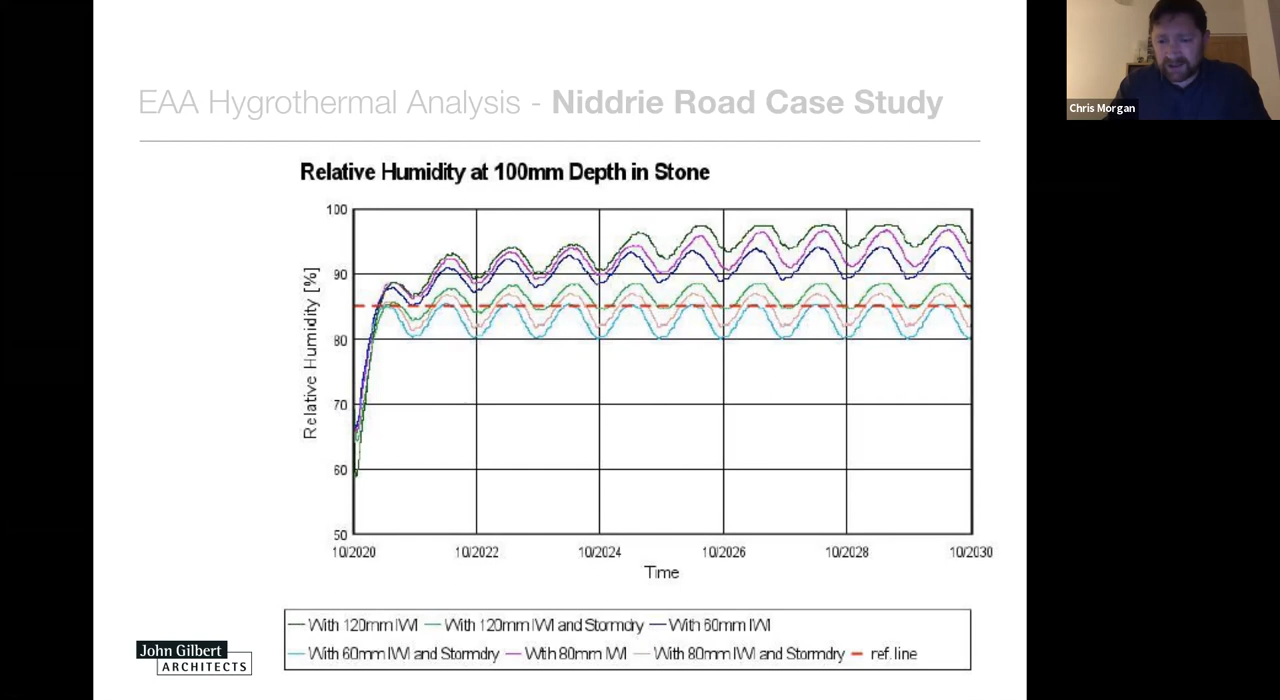 EAA Hygrothermal Analysis - Niddrie Road Case Study
Chris Morgan
Relative Humidity at 100mm Depth in Stone
Relative Humidity [%]
100
90
80
70
60
50
10/2020 10/2022 10/2024 10/2026 10/2028 10/2030
Time
With 120mm IWI With 120mm IWI and Stormdry With 60mm IWI
With 60mm IWI and Stormdry With 80mm IWI With 80mm IWI and Stormdry ref. line
John Gilbert
ARCHITECTS